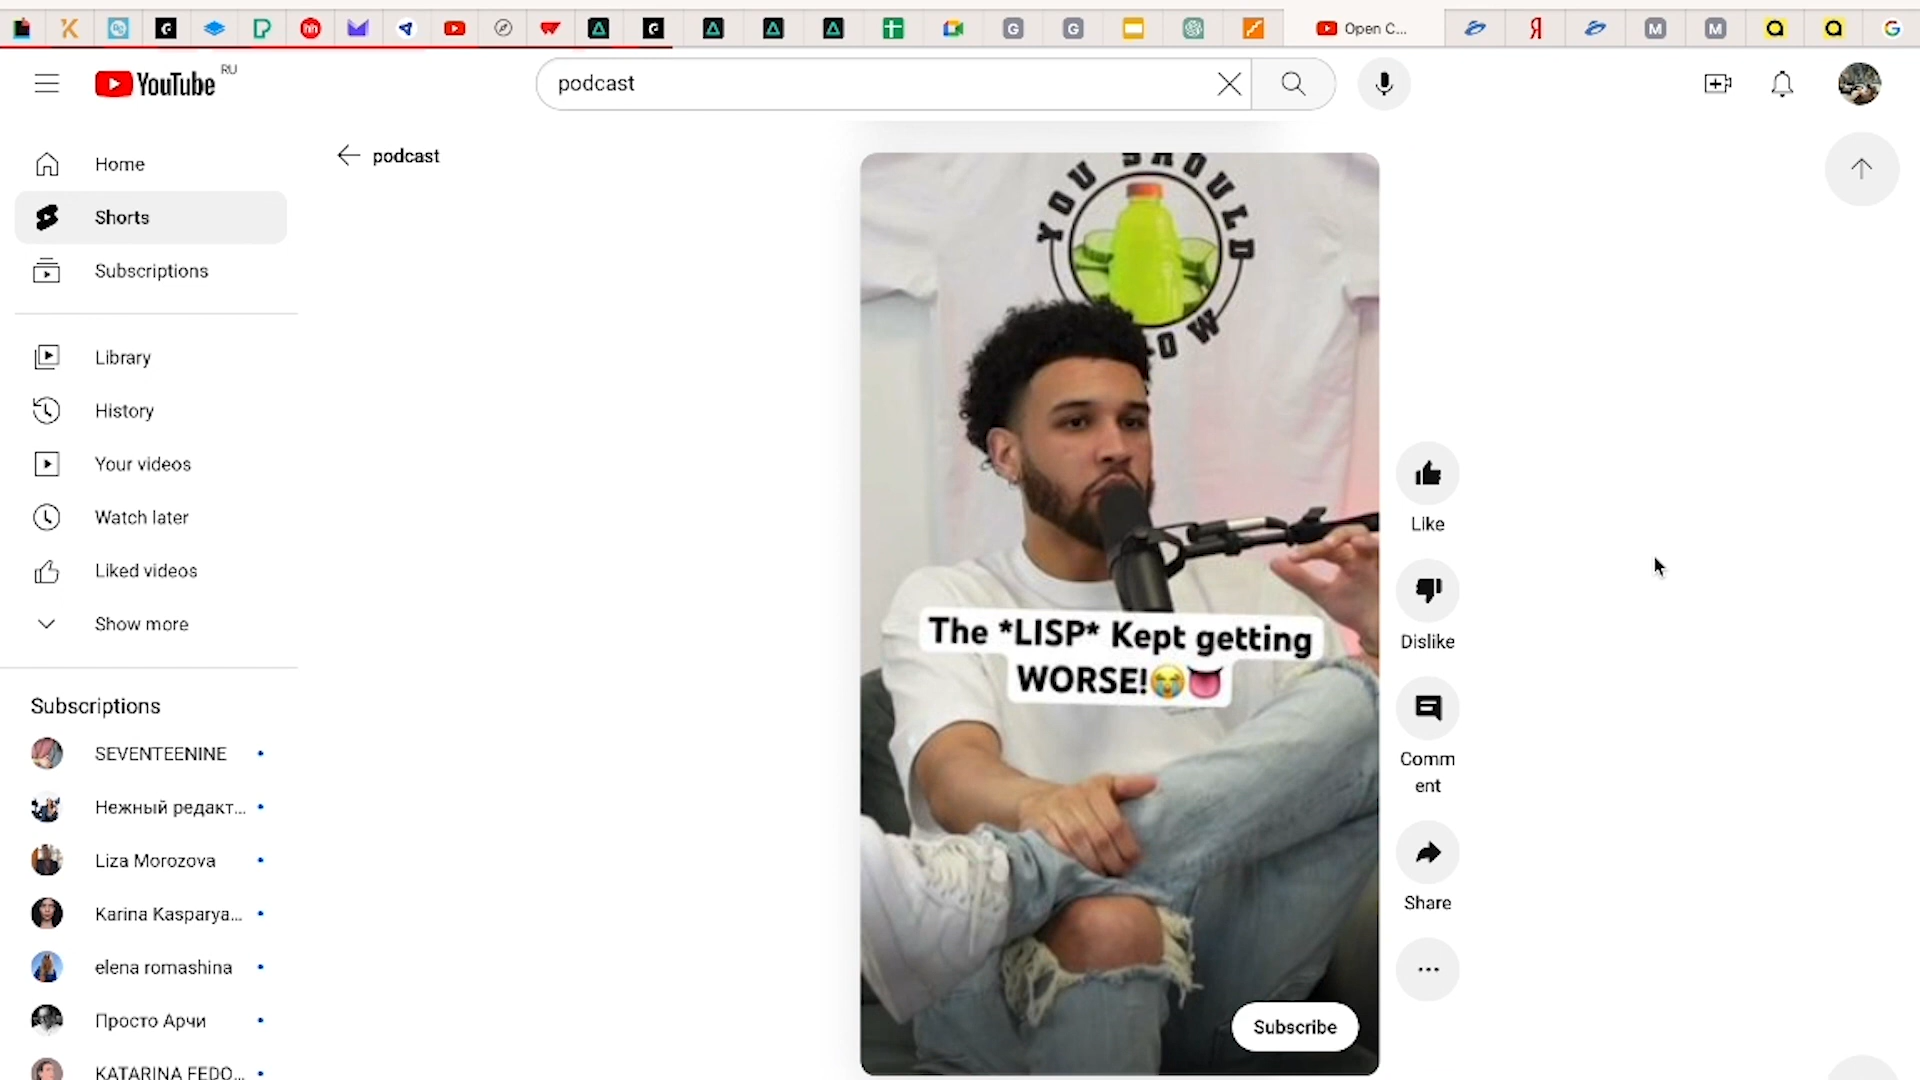 Open C...
YouTube RU
podcast
Home
Shorts
Subscriptions
Library
History
Your videos
Watch later
Liked videos
Show more
Subscriptions
SEVENTEENINE
Нежный редакт...
Liza Morozova
Karina Kasparya...
elena romashina
Просто Арчи
KATARINA FEDO...
podcast
YOU SHOULD
The *LISP* Kept getting
WORSE!😭👅
Subscribe
Like
Dislike
Comm
ent
Share